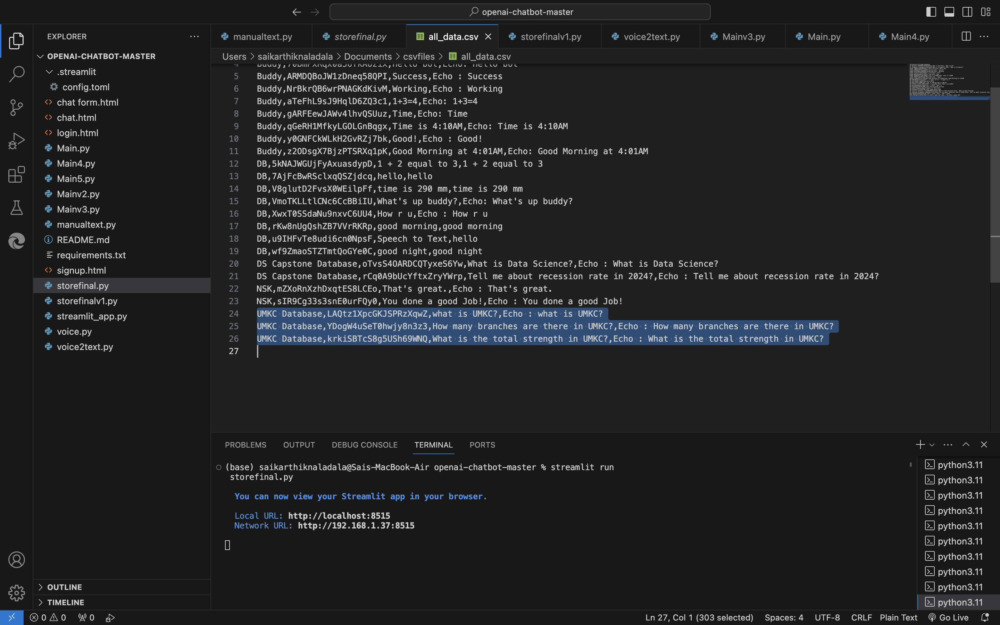 openai-chatbot-master
EXPLORER
OPENAI-CHATBOT-MASTER
.streamlit
config.toml
chat form.html
chat.html
login.html
Main.py
Main4.py
Main5.py
Mainv2.py
Mainv3.py
manualtext.py
README.md
requirements.txt
signup.html
storefinal.py
storefinalv1.py
streamlit_app.py
voice.py
voice2text.py
OUTLINE
TIMELINE
manualtext.py storefinal.py all_data.csv storefinalv1.py voice2text.py Mainv3.py Main.py Main4.py
Users > saikarthiknaladala > Documents > csvfiles > all_data.csv
5 Buddy,ARMDQBoJW1zDneq58QPI,Success,Echo : Success
6 Buddy,NrBkrQB6wrPNAGKdKivM,Working,Echo : Working
7 Buddy,aTeFhL9sJ9HqlD6ZQ3c1,1+3=4,Echo: 1+3=4
8 Buddy,gARFEewJAWv4lhvQSUuz,Time,Echo: Time
9 Buddy,qGeRH1MfkyLGOLGnBqgx,Time is 4:10AM,Echo: Time is 4:10AM
10 Buddy,y0GNFCkWLkH2GvRZj7bk,Good!,Echo : Good!
11 Buddy,z2ODsgX7BjzPTSRXq1pK,Good Morning at 4:01AM,Echo: Good Morning at 4:01AM
12 DB,5kNAJWGUjFyAxuasdypD,1 + 2 equal to 3,1 + 2 equal to 3
13 DB,7AjFcBwRSclxqQSZjdcq,hello,hello
14 DB,V8glutD2FvsX0WEilpFf,time is 290 mm,time is 290 mm
15 DB,VmoTKLLtlCNc6CcBBiIU,What's up buddy?,Echo: What's up buddy?
16 DB,XwxT0SSdaNu9nxvC6UU4,How r u,Echo : How r u
17 DB,rKw8nUgQshZB7VVrRKRp,good morning,good morning
18 DB,u9IHFvTe8udi6cn0NpsF,Speech to Text,hello
19 DB,wf9ZmaoSTZTmtQoGYe0C,good night,good night
20 DS Capstone Database,oTvsS4OARDCQTyxeS6Yw,What is Data Science?,Echo : What is Data Science?
21 DS Capstone Database,rCq0A9bUcYftxZryYWrp,Tell me about recession rate in 2024?,Echo : Tell me about recession rate in 2024?
22 NSK,mZXoRnXzhDxqtES8LCEo,That's great.,Echo : That's great.
23 NSK,sIR9Cg33s3snE0urFQy0,You done a good Job!,Echo : You done a good Job!
24 UMKC Database,LAQtz1XpcGKJSPRzXqwZ,what is UMKC?,Echo : what is UMKC?
25 UMKC Database,YDogW4uSeT0hwjy8n3z3,How many branches are there in UMKC?,Echo : How many branches are there in UMKC?
26 UMKC Database,krkiSBTcS8g5USh69WNQ,What is the total strength in UMKC?,Echo : What is the total strength in UMKC?
27
PROBLEMS OUTPUT DEBUG CONSOLE TERMINAL PORTS
(base) saikarthiknaladala@Sais-MacBook-Air openai-chatbot-master % streamlit run
storefinal.py
You can now view your Streamlit app in your browser.
Local URL: http://localhost:8515
Network URL: http://192.168.1.37:8515
python3.11
python3.11
python3.11
python3.11
python3.11
python3.11
python3.11
python3.11
python3.11
python3.11
0 0 0 Ln 27, Col 1 (303 selected) Spaces: 4 UTF-8 CRLF Plain Text Go Live